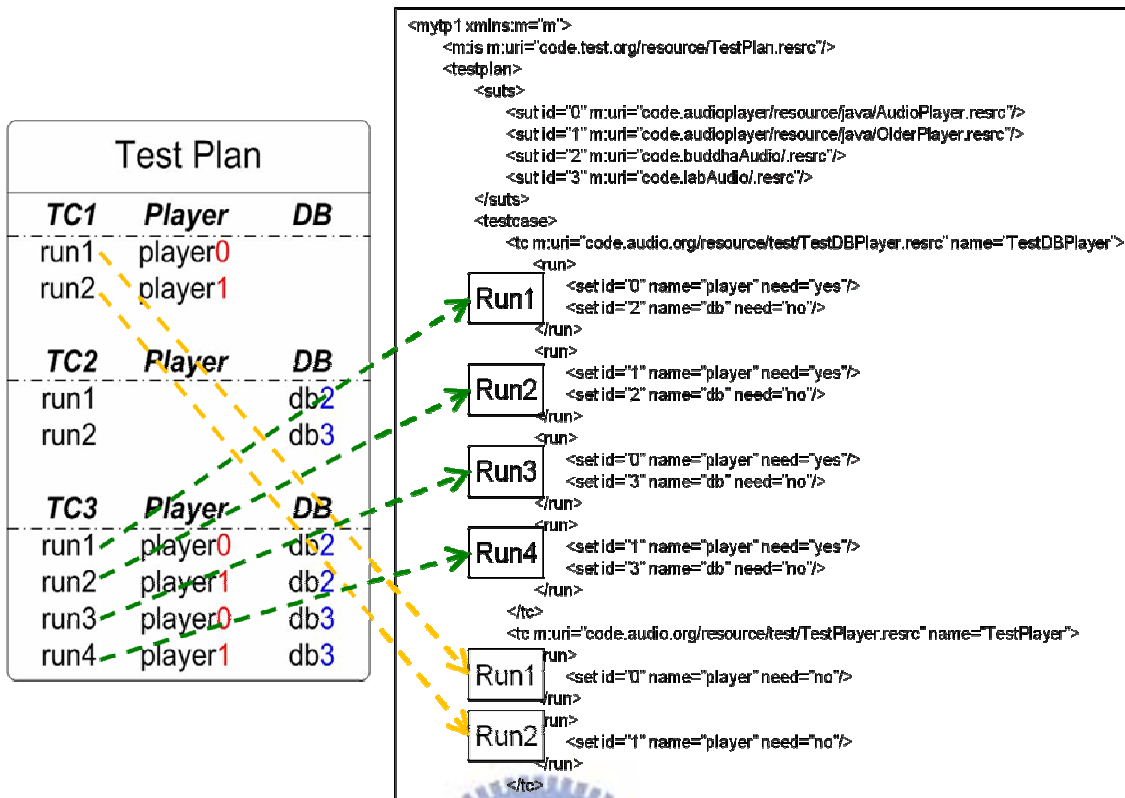 Test Plan
TC1 Player DB
run1 player0
run2 player1
TC2 Player DB
run1 db2
run2 db3
TC3 Player DB
run1 player0 db2
run2 player1 db2
run3 player0 db3
run4 player1 db3
<mytp1 xmlns:m="m">
<m:is m:uri="code.test.org/resource/TestPlan.resrc"/>
<testplan>
<suts>
<sut id="0" m:uri="code.audioplayer/resource/java/AudioPlayer.resrc"/>
<sut id="1" m:uri="code.audioplayer/resource/java/OlderPlayer.resrc"/>
<sut id="2" m:uri="code.buddhaAudio/.resrc"/>
<sut id="3" m:uri="code.labAudio/.resrc"/>
</suts>
<testcase>
<tc m:uri="code.audio.org/resource/test/TestDBPlayer.resrc" name="TestDBPlayer">
<run>
Run1
<set id="0" name="player" need="yes"/>
<set id="2" name="db" need="no"/>
</run>
<run>
Run2
<set id="1" name="player" need="yes"/>
<set id="2" name="db" need="no"/>
</run>
<run>
Run3
<set id="0" name="player" need="yes"/>
<set id="3" name="db" need="no"/>
</run>
<run>
Run4
<set id="1" name="player" need="yes"/>
<set id="3" name="db" need="no"/>
</run>
</tc>
<tc m:uri="code.audio.org/resource/test/TestPlayer.resrc" name="TestPlayer">
run>
Run1
<set id="0" name="player" need="no"/>
/run>
run>
Run2
<set id="1" name="player" need="no"/>
</run>
</tc>